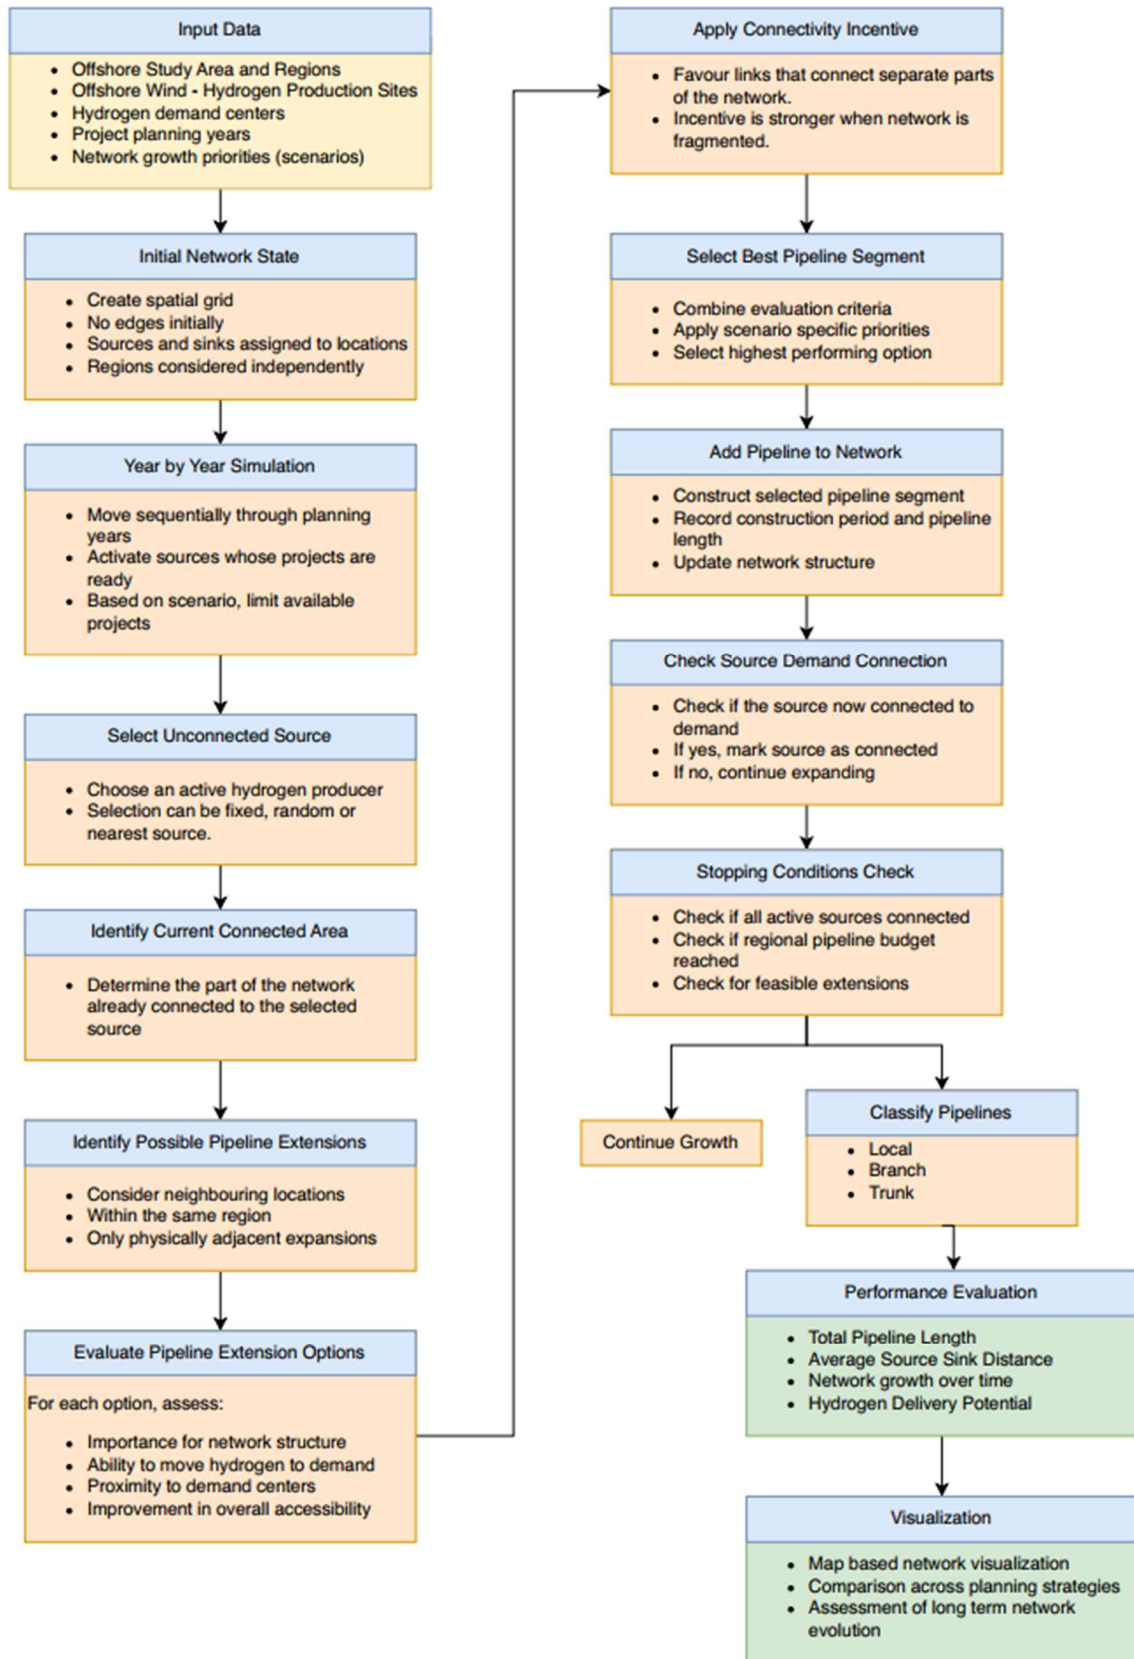 Input Data
• Offshore Study Area and Regions
• Offshore Wind - Hydrogen Production Sites
• Hydrogen demand centers
• Project planning years
• Network growth priorities (scenarios)
Initial Network State
• Create spatial grid
• No edges initially
• Sources and sinks assigned to locations
• Regions considered independently
Year by Year Simulation
• Move sequentially through planning
years
• Activate sources whose projects are
ready
• Based on scenario, limit available
projects
Select Unconnected Source
• Choose an active hydrogen producer
• Selection can be fixed, random or
nearest source.
Identify Current Connected Area
• Determine the part of the network
already connected to the selected
source
Identify Possible Pipeline Extensions
• Consider neighbouring locations
• Within the same region
• Only physically adjacent expansions
Evaluate Pipeline Extension Options
For each option, assess:
• Importance for network structure
• Ability to move hydrogen to demand
• Proximity to demand centers
• Improvement in overall accessibility
Apply Connectivity Incentive
• Favour links that connect separate parts
of the network.
• Incentive is stronger when network is
fragmented.
Select Best Pipeline Segment
• Combine evaluation criteria
• Apply scenario specific priorities
• Select highest performing option
Add Pipeline to Network
• Construct selected pipeline segment
• Record construction period and pipeline
length
• Update network structure
Check Source Demand Connection
• Check if the source now connected to
demand
• If yes, mark source as connected
• If no, continue expanding
Stopping Conditions Check
• Check if all active sources connected
• Check if regional pipeline budget
reached
• Check for feasible extensions
Continue Growth
Classify Pipelines
• Local
• Branch
• Trunk
Performance Evaluation
• Total Pipeline Length
• Average Source Sink Distance
• Network growth over time
• Hydrogen Delivery Potential
Visualization
• Map based network visualization
• Comparison across planning strategies
• Assessment of long term network
evolution